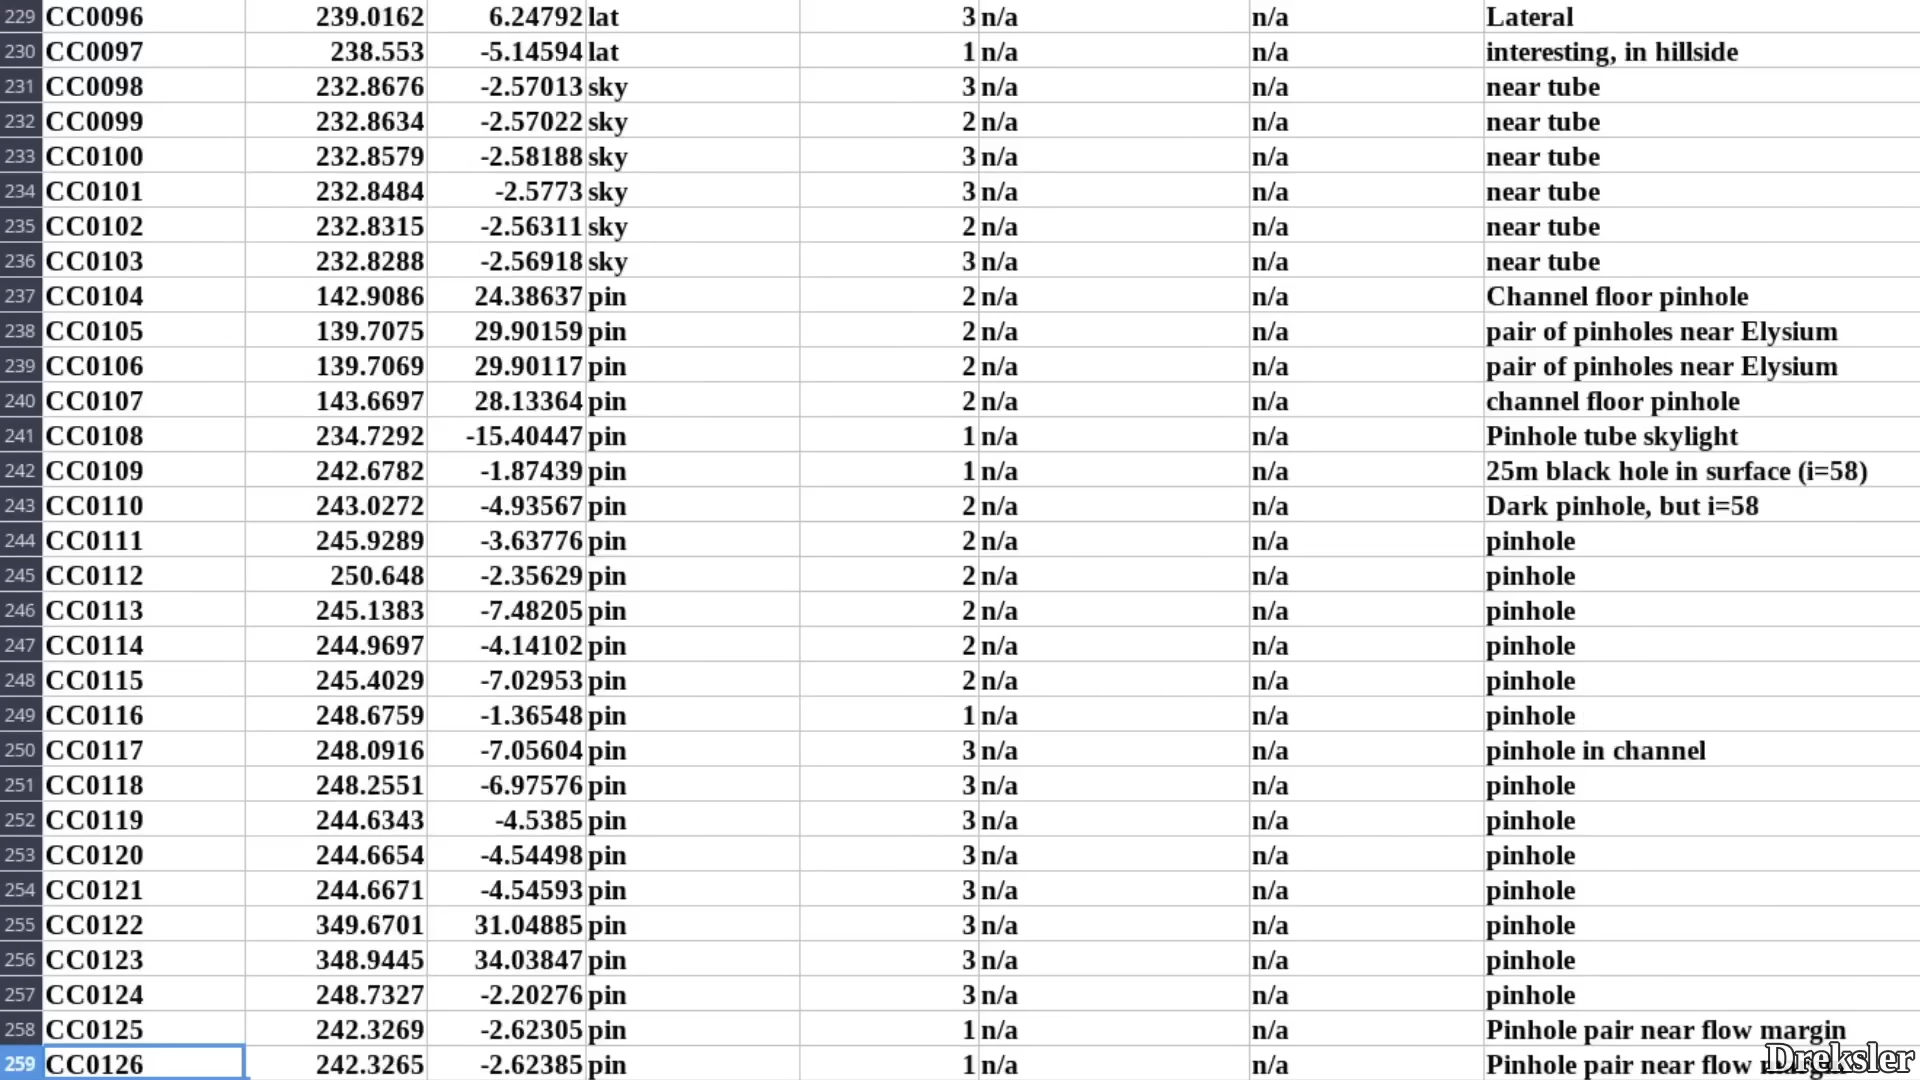 229 CC0096 239.0162 6.24792 lat 3 n/a n/a Lateral
230 CC0097 238.553 -5.14594 lat 1 n/a n/a interesting, in hillside
231 CC0098 232.8676 -2.57013 sky 3 n/a n/a near tube
232 CC0099 232.8634 -2.57022 sky 2 n/a n/a near tube
233 CC0100 232.8579 -2.58188 sky 3 n/a n/a near tube
234 CC0101 232.8484 -2.5773 sky 3 n/a n/a near tube
235 CC0102 232.8315 -2.56311 sky 2 n/a n/a near tube
236 CC0103 232.8288 -2.56918 sky 3 n/a n/a near tube
237 CC0104 142.9086 24.38637 pin 2 n/a n/a Channel floor pinhole
238 CC0105 139.7075 29.90159 pin 2 n/a n/a pair of pinholes near Elysium
239 CC0106 139.7069 29.90117 pin 2 n/a n/a pair of pinholes near Elysium
240 CC0107 143.6697 28.13364 pin 2 n/a n/a channel floor pinhole
241 CC0108 234.7292 -15.40447 pin 1 n/a n/a Pinhole tube skylight
242 CC0109 242.6782 -1.87439 pin 1 n/a n/a 25m black hole in surface (i=58)
243 CC0110 243.0272 -4.93567 pin 2 n/a n/a Dark pinhole, but i=58
244 CC0111 245.9289 -3.63776 pin 2 n/a n/a pinhole
245 CC0112 250.648 -2.35629 pin 2 n/a n/a pinhole
246 CC0113 245.1383 -7.48205 pin 2 n/a n/a pinhole
247 CC0114 244.9697 -4.14102 pin 2 n/a n/a pinhole
248 CC0115 245.4029 -7.02953 pin 2 n/a n/a pinhole
249 CC0116 248.6759 -1.36548 pin 1 n/a n/a pinhole
250 CC0117 248.0916 -7.05604 pin 3 n/a n/a pinhole in channel
251 CC0118 248.2551 -6.97576 pin 3 n/a n/a pinhole
252 CC0119 244.6343 -4.5385 pin 3 n/a n/a pinhole
253 CC0120 244.6654 -4.54498 pin 3 n/a n/a pinhole
254 CC0121 244.6671 -4.54593 pin 3 n/a n/a pinhole
255 CC0122 349.6701 31.04885 pin 3 n/a n/a pinhole
256 CC0123 348.9445 34.03847 pin 3 n/a n/a pinhole
257 CC0124 248.7327 -2.20276 pin 3 n/a n/a pinhole
258 CC0125 242.3269 -2.62305 pin 1 n/a n/a Pinhole pair near flow margin
259 CC0126 242.3265 -2.62385 pin 1 n/a n/a Pinhole pair near flow
Dreksler